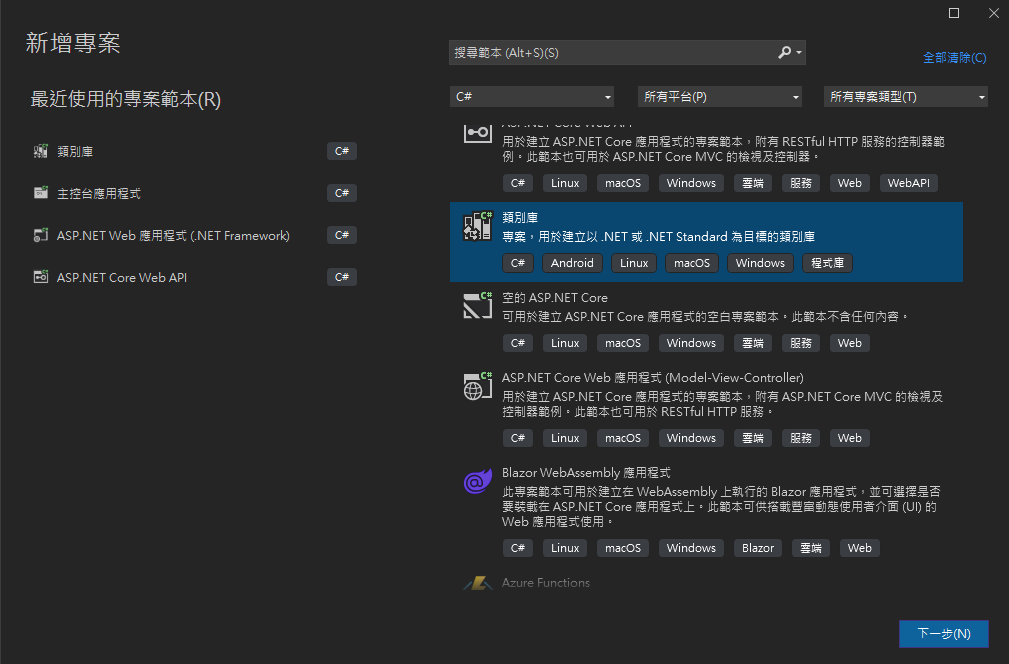 新增專案
搜尋範本 (Alt+S)(S)
全部清除(C)
最近使用的專案範本(R)
C#
所有平台(P)
所有專案類型(T)
類別庫
C#
主控台應用程式
C#
ASP.NET Web 應用程式 (.NET Framework)
C#
ASP.NET Core Web API
C#
ASP.NET Core Web API
用於建立 ASP.NET Core 應用程式的專案範本，附有 RESTful HTTP 服務的控制器範
例。此範本也可用於 ASP.NET Core MVC 的檢視及控制器。
C# Linux macOS Windows 雲端 服務 Web WebAPI
類別庫
專案，用於建立以 .NET 或 .NET Standard 為目標的類別庫
C# Android Linux macOS Windows 程式庫
空的 ASP.NET Core
可用於建立 ASP.NET Core 應用程式的空白專案範本。此範本不含任何內容。
C# Linux macOS Windows 雲端 服務 Web
ASP.NET Core Web 應用程式 (Model-View-Controller)
用於建立 ASP.NET Core 應用程式的專案範本，附有 ASP.NET Core MVC 的檢視及
控制器範例。此範本也可用於 RESTful HTTP 服務。
C# Linux macOS Windows 雲端 服務 Web
Blazor WebAssembly 應用程式
此專案範本可用於建立在 WebAssembly 上執行的 Blazor 應用程式，並可選擇是否
要裝載在 ASP.NET Core 應用程式上。此範本可供搭載豐富動態使用者介面 (UI) 的
Web 應用程式使用。
C# Linux macOS Windows Blazor 雲端 Web
Azure Functions
下一步(N)